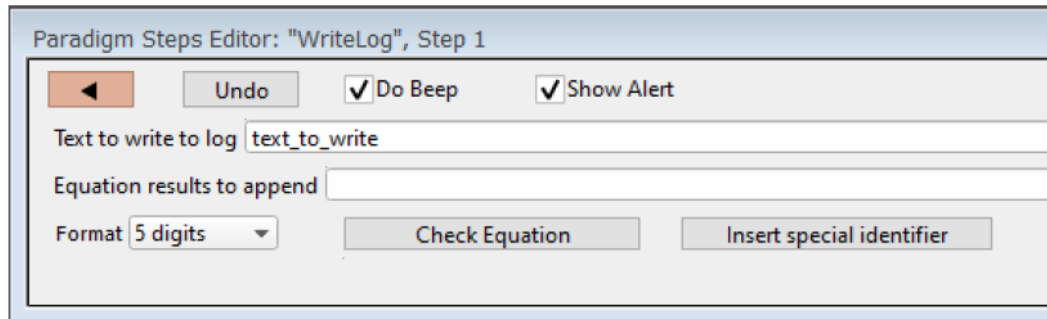 Paradigm Steps Editor: "WriteLog", Step 1
Undo Do Beep Show Alert
Text to write to log text_to_write
Equation results to append
Format 5 digits Check Equation Insert special identifier